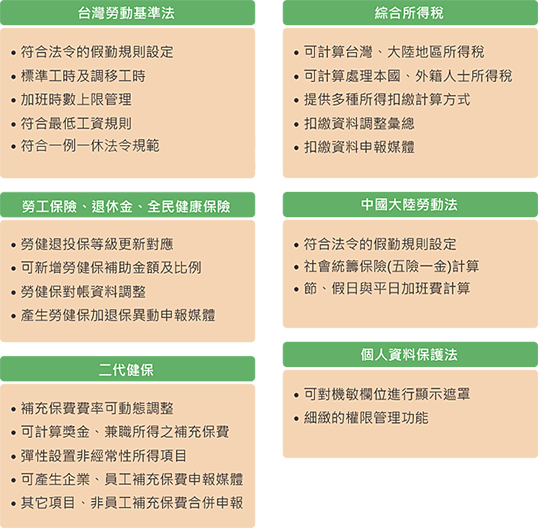 台灣勞動基準法
•符合法令的假勤規則設定
•標準工時及調移工時
•加班時數上限管理
•符合最低工資規則
•符合一例一休法令規範
勞工保險、退休金、全民健康保險
•勞健退投保等級更新對應
•可新增勞健保補助金額及比例
•勞健保對帳資料調整
•產生勞健保加退保異動申報媒體
二代健保
•補充保費費率可動態調整
•可計算獎金、兼職所得之補充保費
•彈性設置非經常性所得項目
•可產生企業、員工補充保費申報媒體
•其它項目、非員工補充保費合併申報
綜合所得稅
•可計算台灣、大陸地區所得稅
•可計算處理本國、外籍人士所得稅
•提供多種所得扣繳計算方式
•扣繳資料調整彙總
•扣繳資料申報媒體
中國大陸勞動法
•符合法令的假勤規則設定
•社會統籌保險(五險一金)計算
•節、假日與平日加班費計算
個人資料保護法
•可對機敏欄位進行顯示遮罩
•細緻的權限管理功能